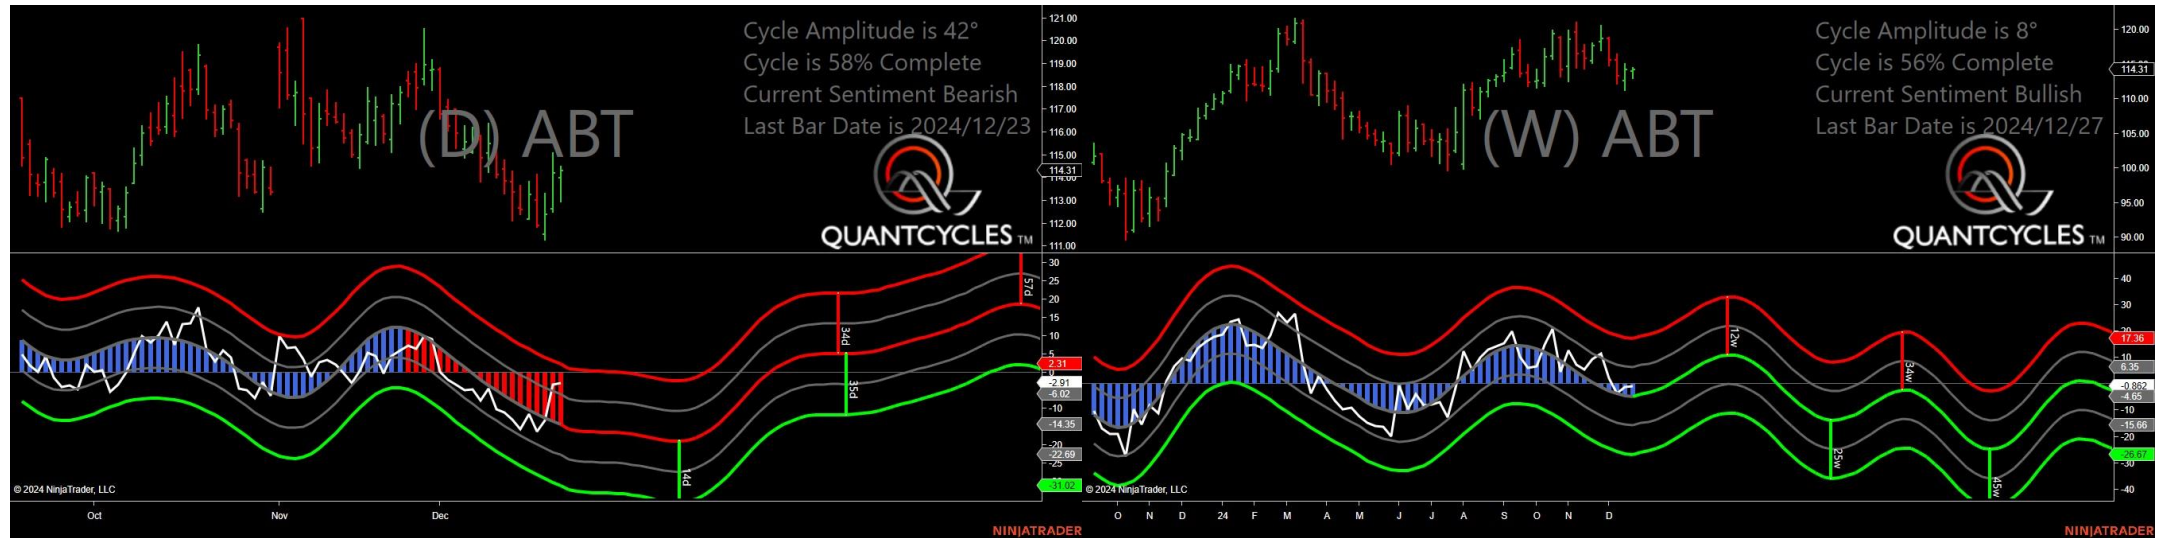 Cycle Amplitude is 42°
Cycle is 58% Complete
Current Sentiment Bearish
Last Bar Date is 2024/12/23
(D) ABT
QUANTCYCLES TM
121.00
120.00
119.00
118.00
117.00
116.00
115.00
114.31
114.00
113.00
112.00
111.00
30
25
20
15
10
5
2.31
0
-2.91
-6.02
-10
-14.35
-20
-22.69
-25
-31.02
14d
34d
35d
57d
© 2024 NinjaTrader, LLC
Oct Nov Dec
NINJATRADER
Cycle Amplitude is 8°
Cycle is 56% Complete
Current Sentiment Bullish
Last Bar Date is 2024/12/27
(W) ABT
QUANTCYCLES TM
120.00
114.31
110.00
105.00
100.00
95.00
90.00
40
30
20
17.36
10
6.35
-0.862
-4.65
-10
-15.66
-20
-26.67
-30
-40
12w
25w
34w
45w
© 2024 NinjaTrader, LLC
O N D 24 F M A M J J A S O N D
NINJATRADER